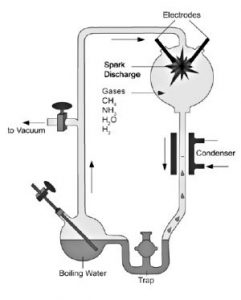 Electrodes
Spark
Discharge
Gases
CH₄
NH₃
H₂O
H₂
to Vacuum
Condenser
Boiling Water
Trap